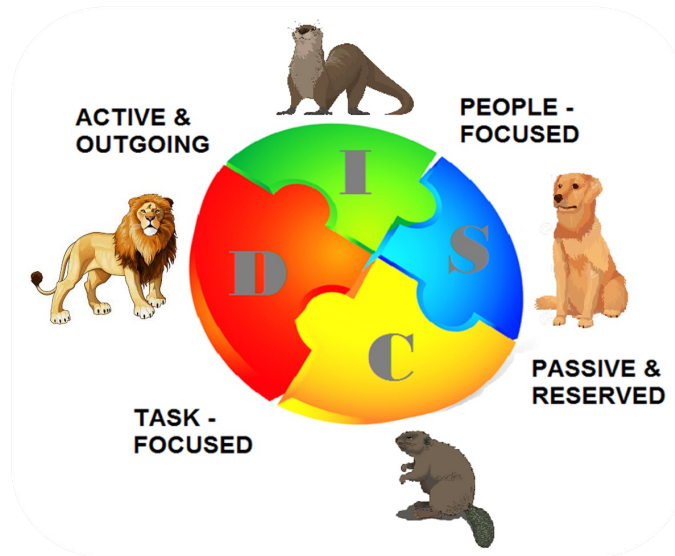 ACTIVE &
OUTGOING
PEOPLE -
FOCUSED
I
D
S
C
TASK -
FOCUSED
PASSIVE &
RESERVED